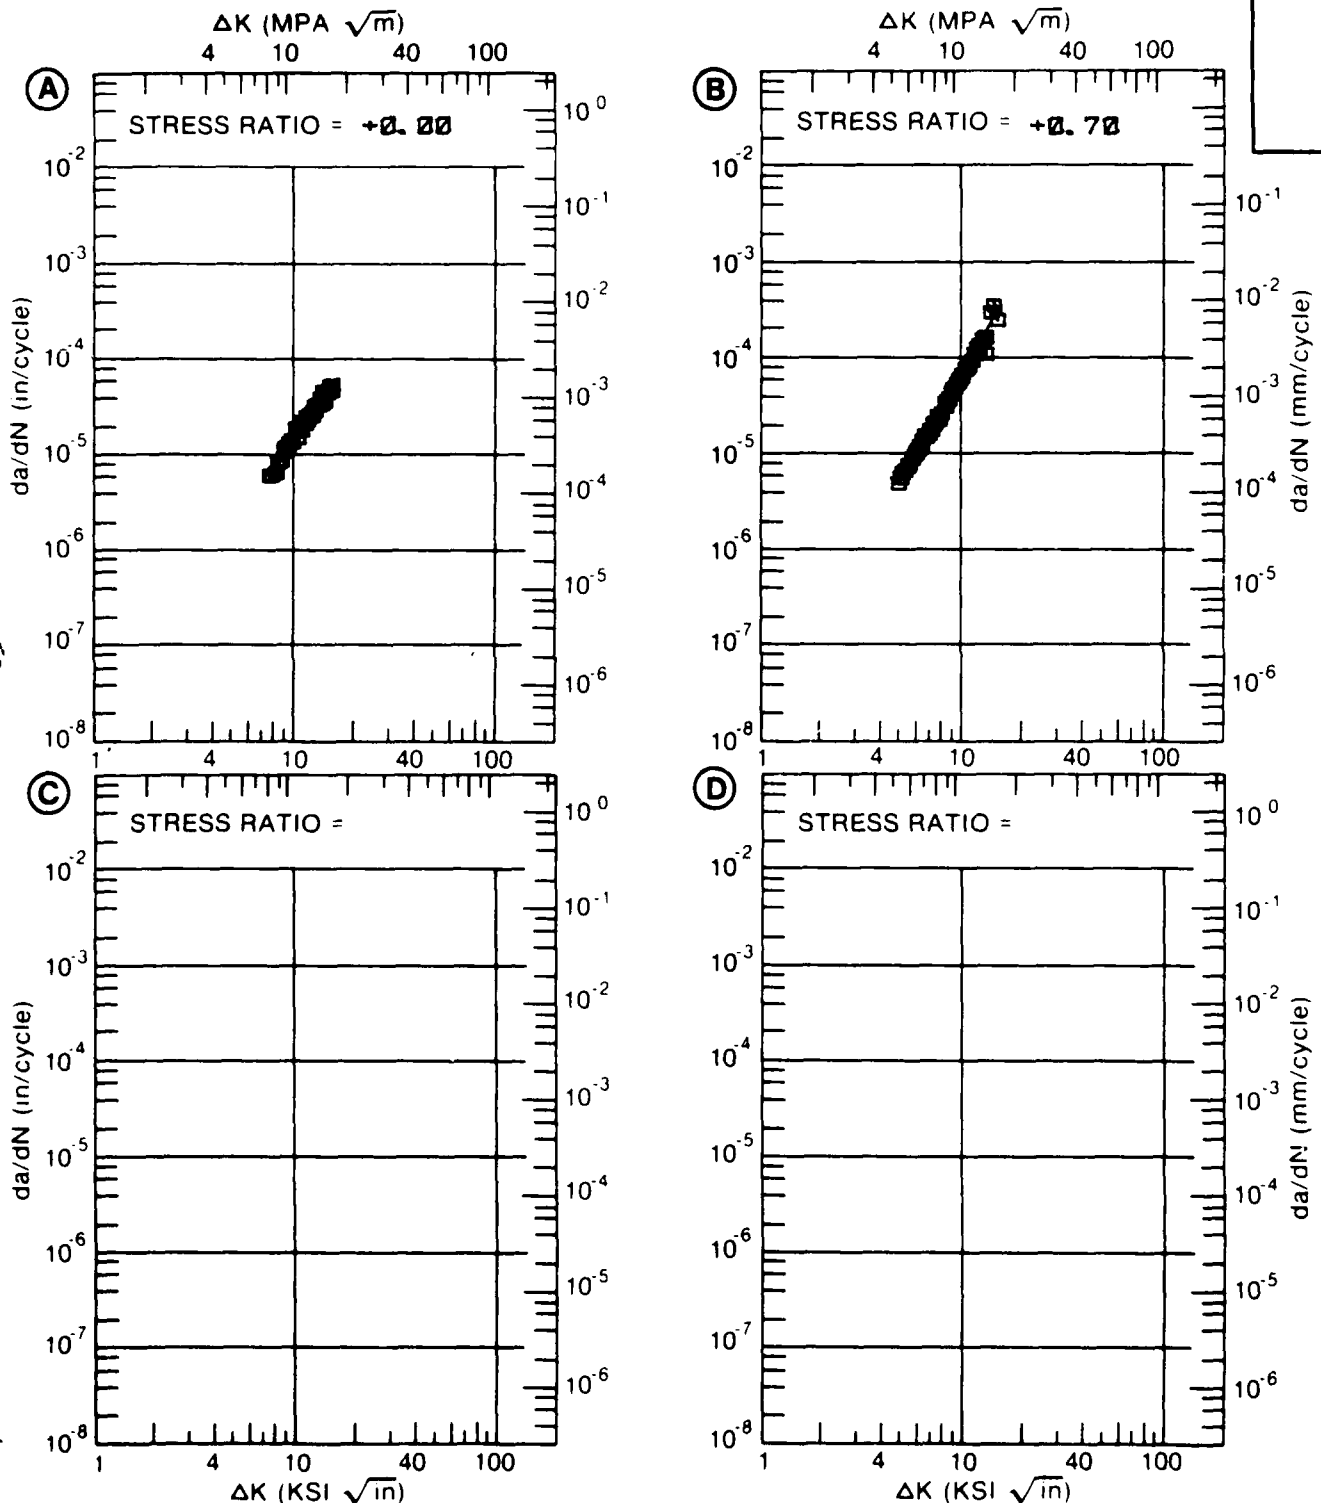 ΔK (MPA √m)
4 10 40 100
A
STRESS RATIO = +0.00
10^0
10^-2
10^-1
10^-3
10^-2
10^-4
10^-3
10^-5
10^-4
10^-6
10^-5
10^-7
10^-6
10^-8
1 4 10 40 100
da/dN (in/cycle)
ΔK (MPA √m)
4 10 40 100
B
STRESS RATIO = +0.70
10^-2
10^-1
10^-3
10^-2
10^-4
10^-3
10^-5
10^-4
10^-6
10^-5
10^-7
10^-6
10^-8
1 4 10 40 100
da/dN (mm/cycle)
C
STRESS RATIO =
10^0
10^-2
10^-1
10^-3
10^-2
10^-4
10^-3
10^-5
10^-4
10^-6
10^-5
10^-7
10^-6
10^-8
1 4 10 40 100
da/dN (in/cycle)
ΔK (KSI √in)
D
STRESS RATIO =
10^0
10^-2
10^-1
10^-3
10^-2
10^-4
10^-3
10^-5
10^-4
10^-6
10^-5
10^-7
10^-6
10^-8
1 4 10 40 100
da/dN (mm/cycle)
ΔK (KSI √in)